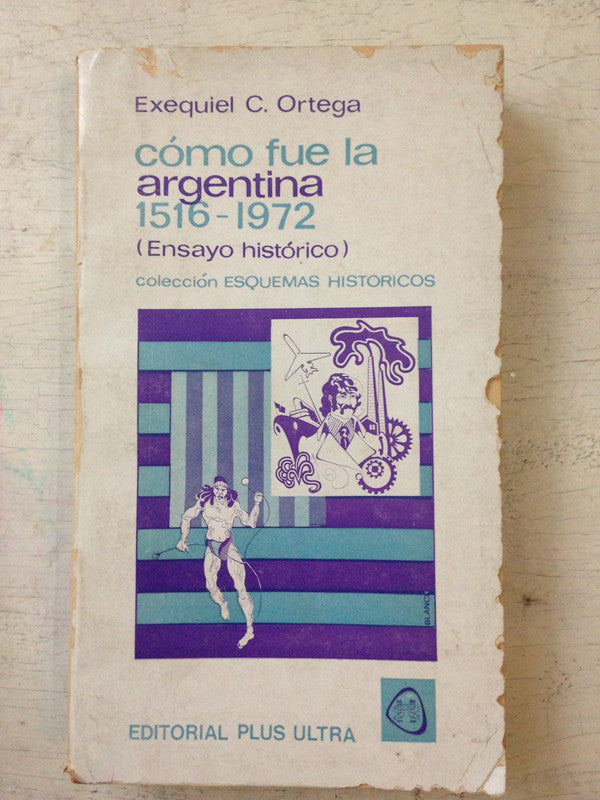 Exequiel C. Ortega
cómo fue la
argentina
1516-1972
(Ensayo histórico)
colección ESQUEMAS HISTORICOS
BLANCO
EDITORIAL PLUS ULTRA